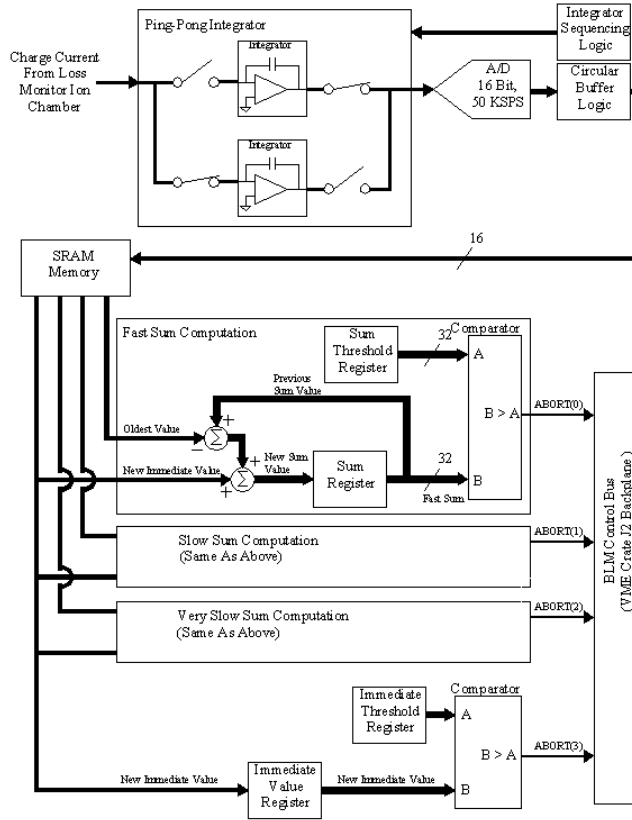 Ping-Pong Integrator
Integrator
Sequencing
Logic
Charge Current
From Loss
Monitor Ion
Chamber
Integrator
A/D
16 Bit,
50 KSPS
Circular
Buffer
Logic
Integrator
16
SRAM
Memory
Fast Sum Computation
Sum
Threshold
Register
32
Comparator
A
B > A
B
Previous
Sum Value
ABORT(0)
Oldest Value
+
−
Σ
+
New Immediate Value
+
Σ
New Sum
Value
Sum
Register
32
Fast Sum
Slow Sum Computation
(Same As Above)
ABORT(1)
Very Slow Sum Computation
(Same As Above)
ABORT(2)
BLM Control Bus
(VME Crate J2 Backplane)
Immediate
Threshold
Register
Comparator
A
B > A
B
ABORT(3)
New Immediate Value
Immediate
Value
Register
New Immediate Value